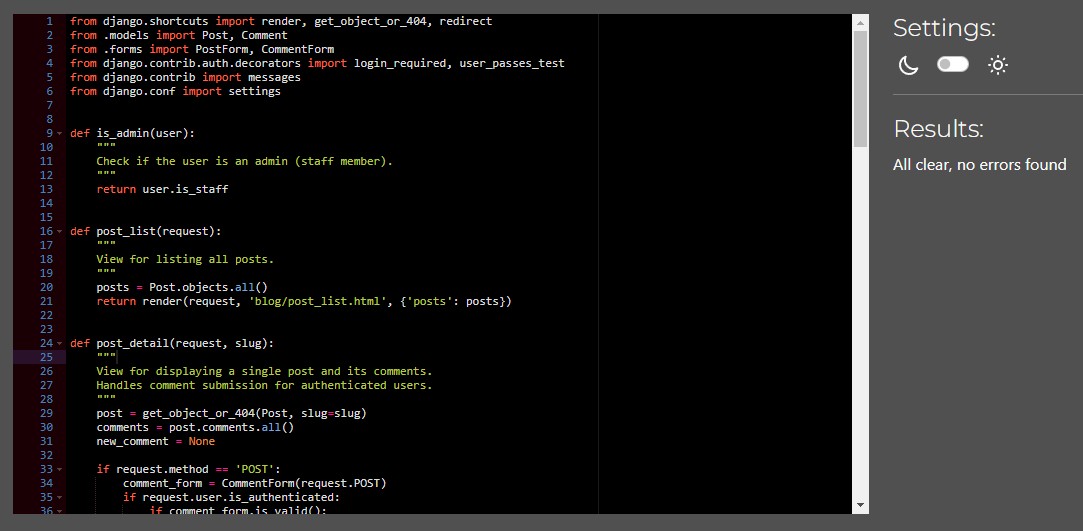 1 from django.shortcuts import render, get_object_or_404, redirect
2 from .models import Post, Comment
3 from .forms import PostForm, CommentForm
4 from django.contrib.auth.decorators import login_required, user_passes_test
5 from django.contrib import messages
6 from django.conf import settings
7
8
9 def is_admin(user):
10     """
11     Check if the user is an admin (staff member).
12     """
13     return user.is_staff
14
15
16 def post_list(request):
17     """
18     View for listing all posts.
19     """
20     posts = Post.objects.all()
21     return render(request, 'blog/post_list.html', {'posts': posts})
22
23
24 def post_detail(request, slug):
25     """
26     View for displaying a single post and its comments.
27     Handles comment submission for authenticated users.
28     """
29     post = get_object_or_404(Post, slug=slug)
30     comments = post.comments.all()
31     new_comment = None
32
33     if request.method == 'POST':
34         comment_form = CommentForm(request.POST)
35         if request.user.is_authenticated:
36             if comment_form.is_valid():
Settings:
Results:
All clear, no errors found